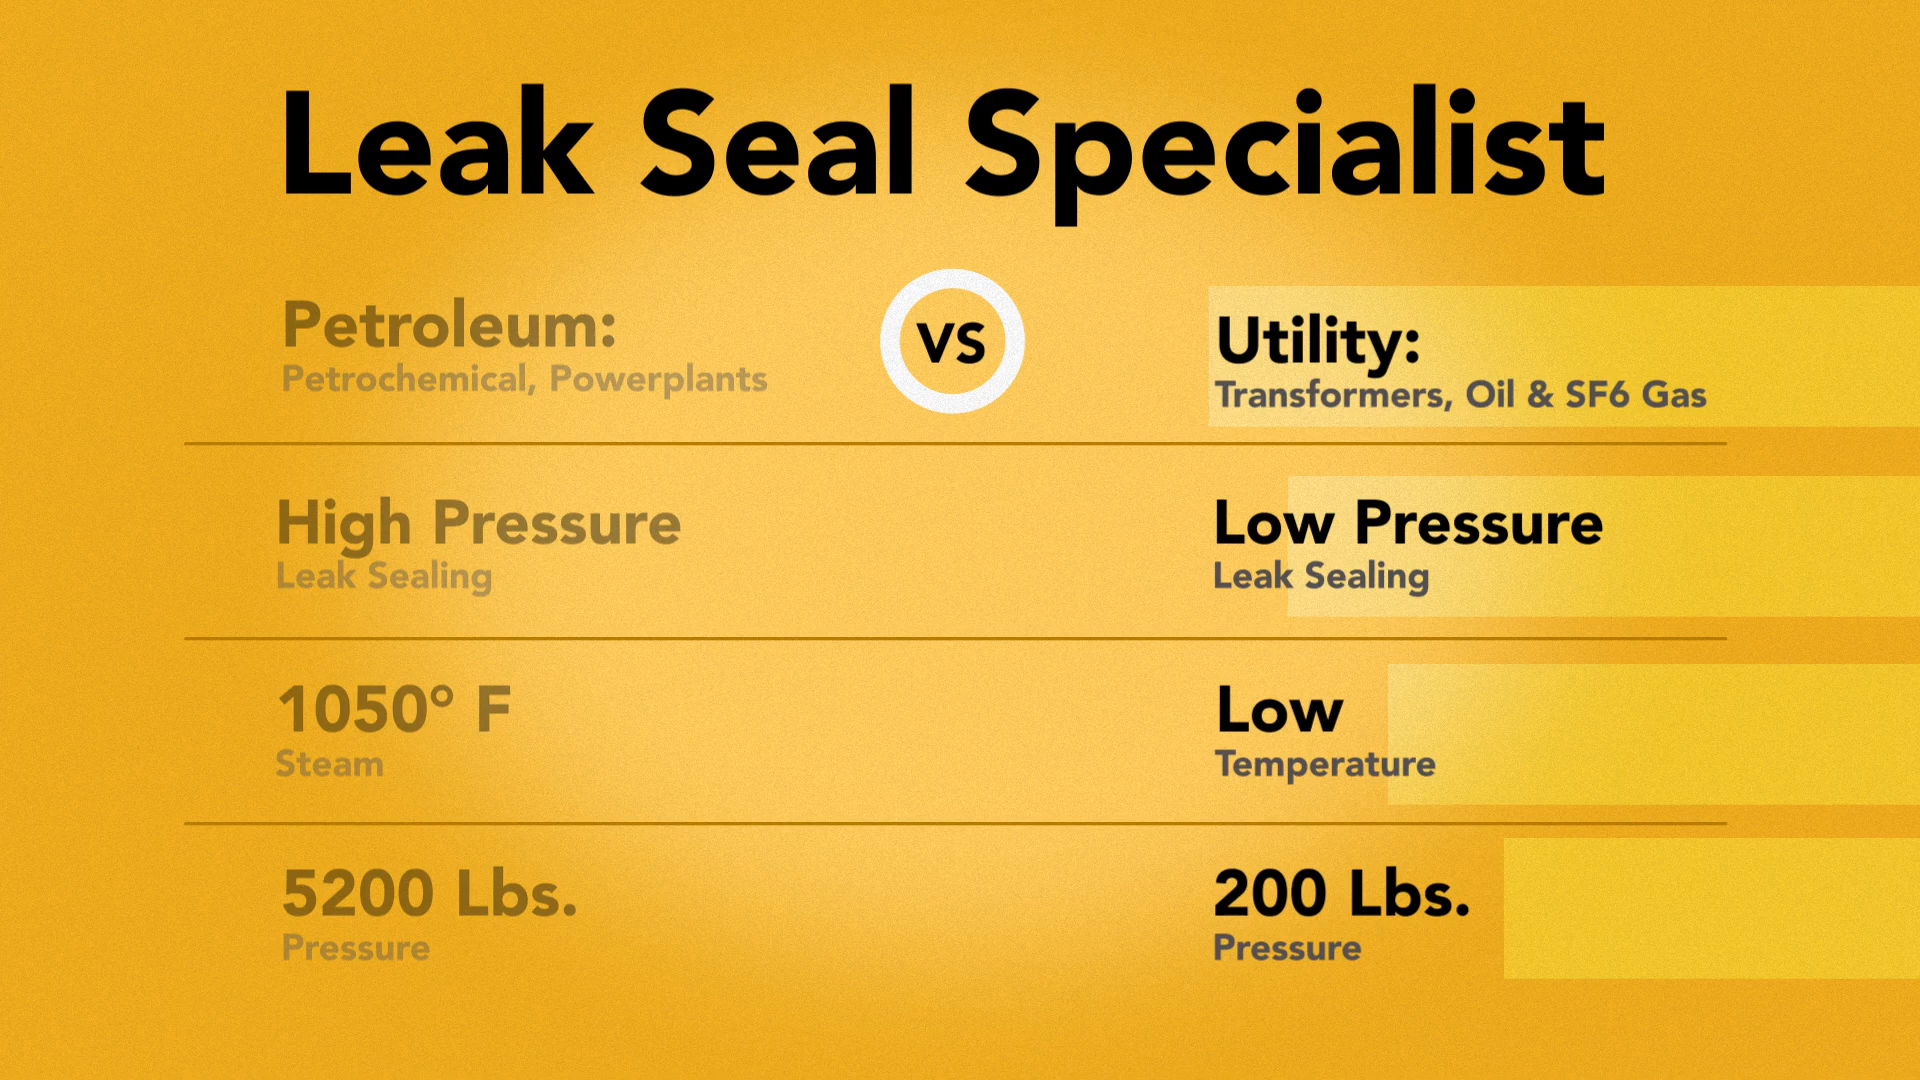 Leak Seal Specialist
Petroleum:
Petrochemical, Powerplants
VS
Utility:
Transformers, Oil & SF6 Gas
High Pressure
Leak Sealing
Low Pressure
Leak Sealing
1050° F
Steam
Low
Temperature
5200 Lbs.
Pressure
200 Lbs.
Pressure